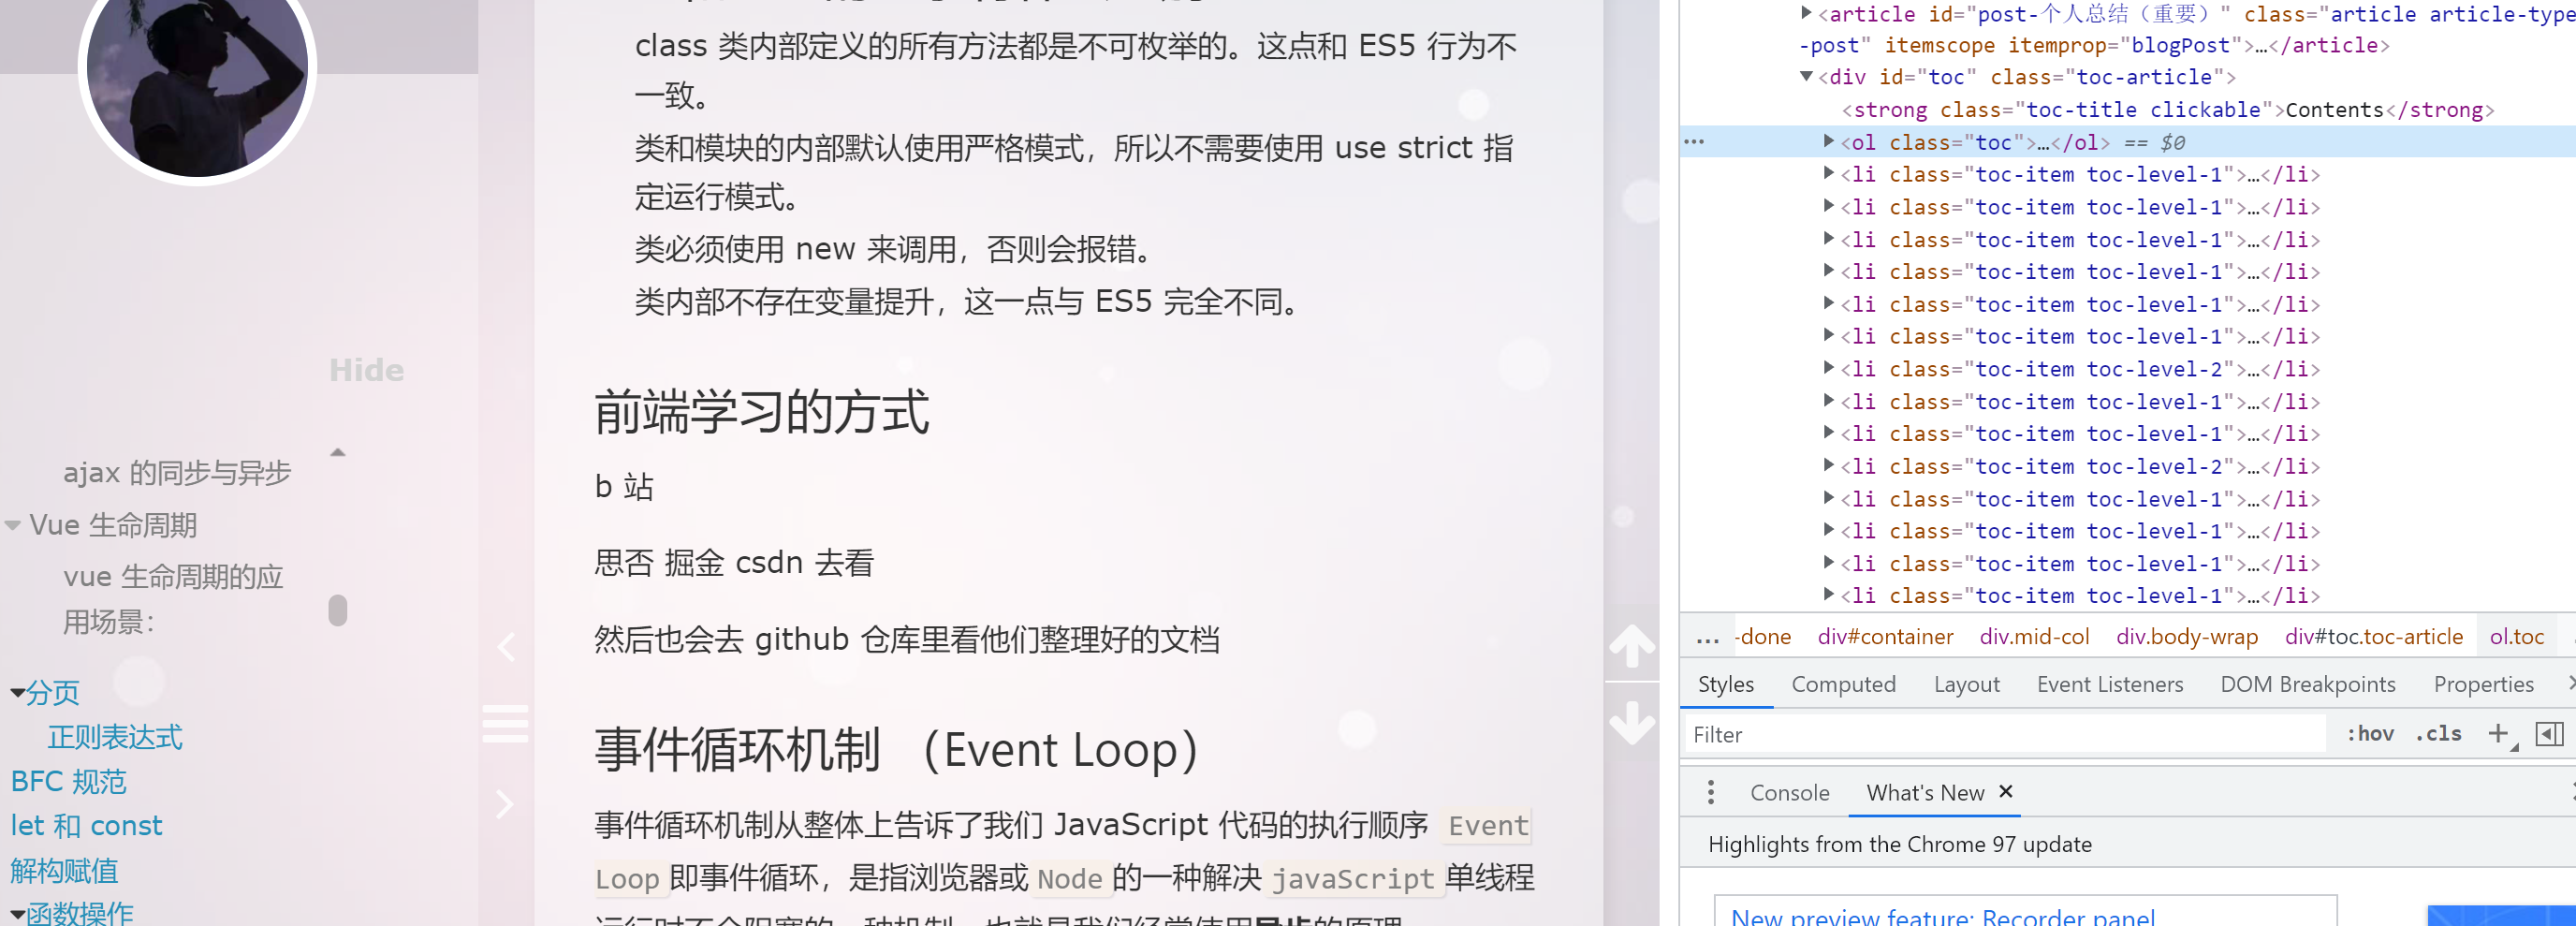 Hide
ajax 的同步与异步
Vue 生命周期
vue 生命周期的应
用场景：
分页
正则表达式
BFC 规范
let 和 const
解构赋值
函数操作
class 类内部定义的所有方法都是不可枚举的。这点和 ES5 行为不
一致。
类和模块的内部默认使用严格模式，所以不需要使用 use strict 指
定运行模式。
类必须使用 new 来调用，否则会报错。
类内部不存在变量提升，这一点与 ES5 完全不同。
前端学习的方式
b 站
思否 掘金 csdn 去看
然后也会去 github 仓库里看他们整理好的文档
事件循环机制 （Event Loop）
事件循环机制从整体上告诉了我们 JavaScript 代码的执行顺序 Event
Loop 即事件循环，是指浏览器或 Node 的一种解决 javaScript 单线程
<article id="post-个人总结（重要）" class="article article-type
-post" itemscope itemprop="blogPost">…</article>
<div id="toc" class="toc-article">
<strong class="toc-title clickable">Contents</strong>
<ol class="toc">…</ol> == $0
<li class="toc-item toc-level-1">…</li>
<li class="toc-item toc-level-1">…</li>
<li class="toc-item toc-level-1">…</li>
<li class="toc-item toc-level-1">…</li>
<li class="toc-item toc-level-1">…</li>
<li class="toc-item toc-level-1">…</li>
<li class="toc-item toc-level-2">…</li>
<li class="toc-item toc-level-1">…</li>
<li class="toc-item toc-level-1">…</li>
<li class="toc-item toc-level-2">…</li>
<li class="toc-item toc-level-1">…</li>
<li class="toc-item toc-level-1">…</li>
<li class="toc-item toc-level-1">…</li>
<li class="toc-item toc-level-1">…</li>
... -done div#container div.mid-col div.body-wrap div#toc.toc-article ol.toc
Styles Computed Layout Event Listeners DOM Breakpoints Properties
Filter :hov .cls
Console What's New
Highlights from the Chrome 97 update
New preview feature: Recorder panel